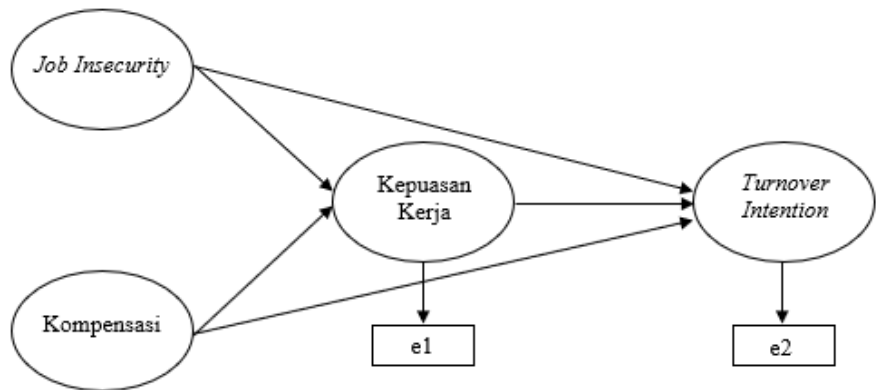 Job Insecurity
Kepuasan
Kerja
Turnover
Intention
Kompensasi
e1
e2